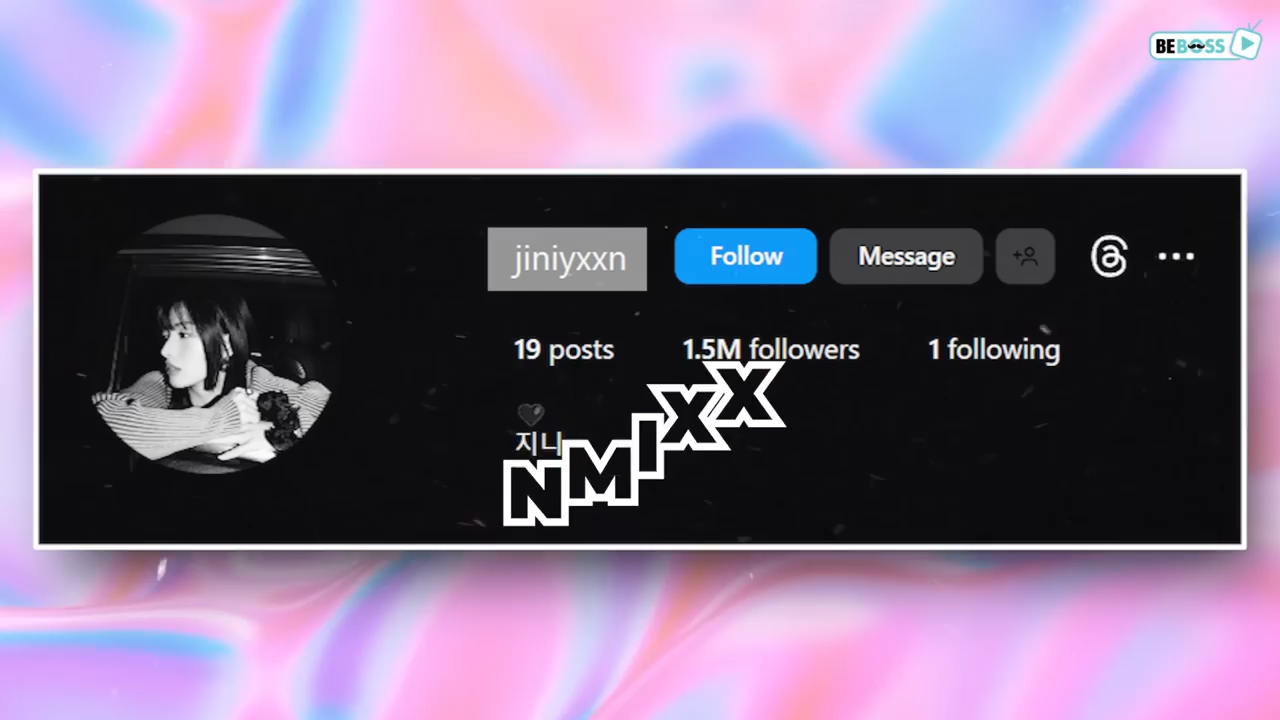 BEBOSS
jiniyxxn Follow Message
19 posts 1.5M followers 1 following
지니
NMIXX